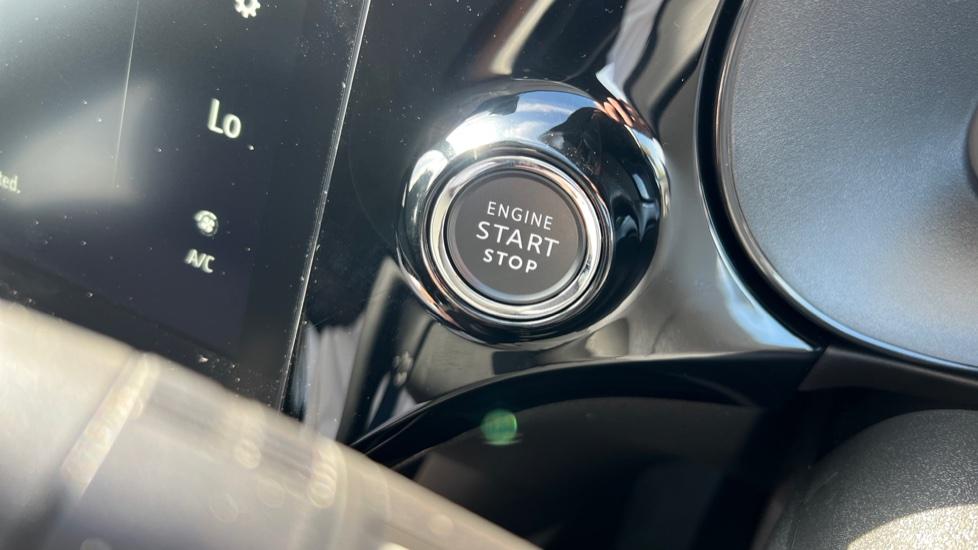 Lo
ted.
A/C
ENGINE
START
STOP